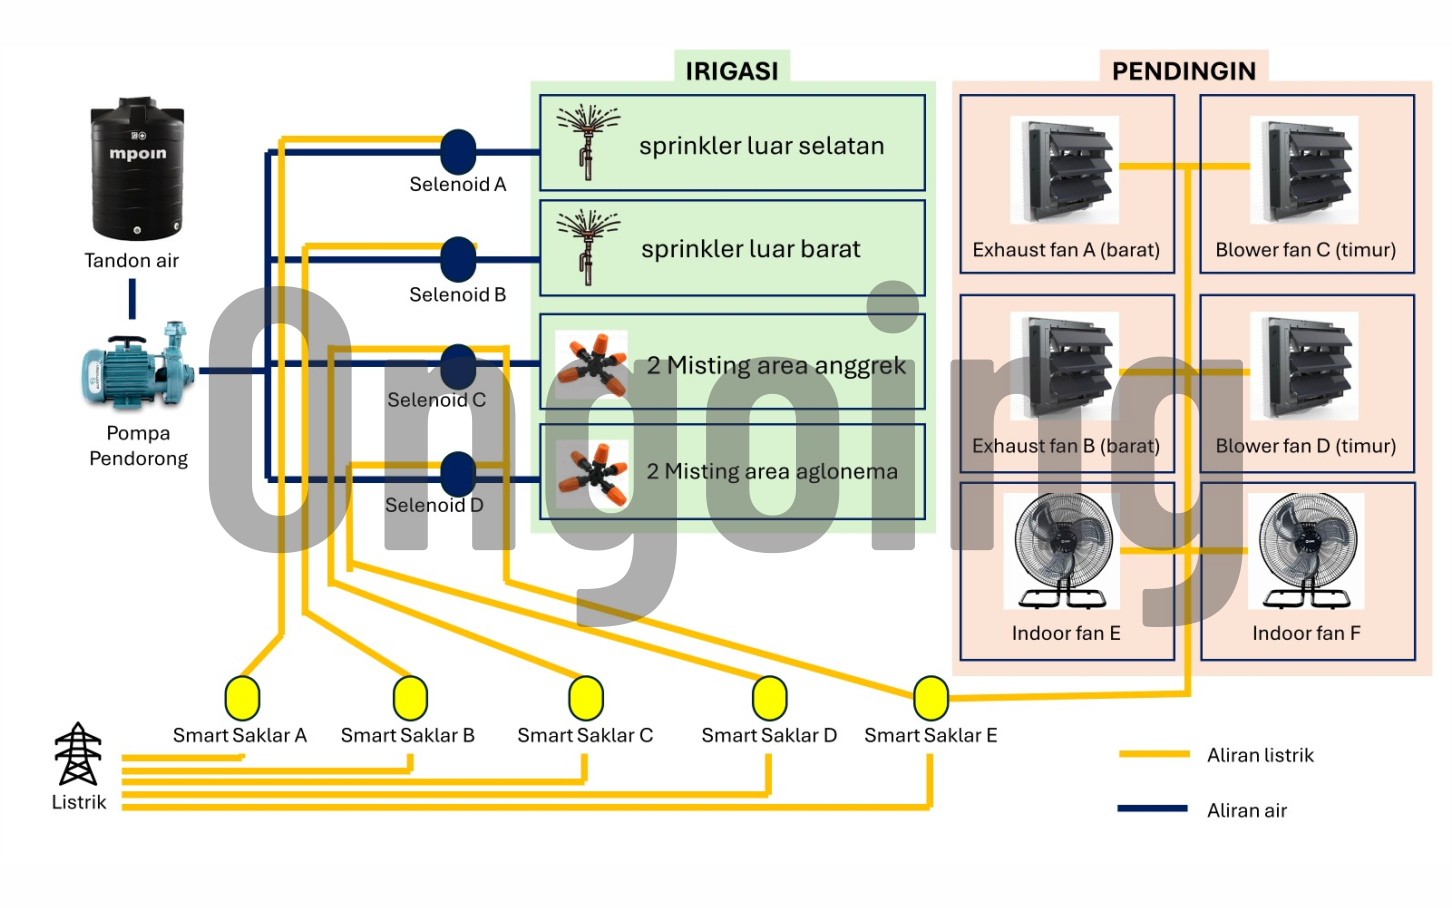 IRIGASI
PENDINGIN
mpoin
sprinkler luar selatan
Selenoid A
sprinkler luar barat
Selenoid B
Tandon air
Exhaust fan A (barat)
Blower fan C (timur)
2 Misting area anggrek
Selenoid C
Pompa
Pendorong
Exhaust fan B (barat)
Blower fan D (timur)
2 Misting area aglonema
Selenoid D
Ongoing
Indoor fan E
Indoor fan F
Smart Saklar A
Smart Saklar B
Smart Saklar C
Smart Saklar D
Smart Saklar E
Listrik
Aliran listrik
Aliran air